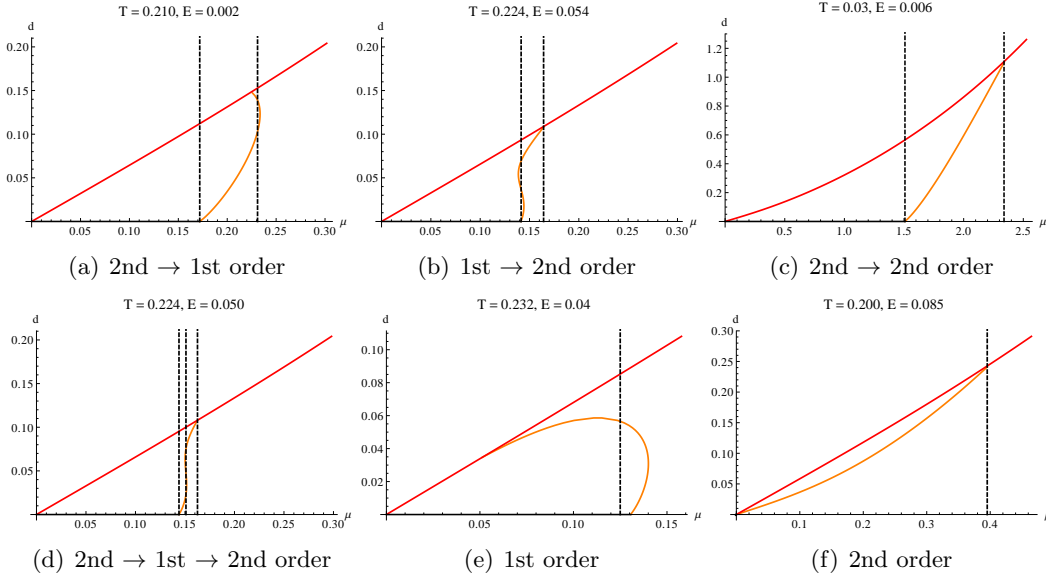 T = 0.210, E = 0.002
d
0.20
0.15
0.10
0.05
0.05 0.10 0.15 0.20 0.25 0.30 μ
(a) 2nd → 1st order
T = 0.224, E = 0.054
d
0.20
0.15
0.10
0.05
0.05 0.10 0.15 0.20 0.25 0.30 μ
(b) 1st → 2nd order
T = 0.03, E = 0.006
d
1.2
1.0
0.8
0.6
0.4
0.2
0.0 0.5 1.0 1.5 2.0 2.5 μ
(c) 2nd → 2nd order
T = 0.224, E = 0.050
d
0.20
0.15
0.10
0.05
0.05 0.10 0.15 0.20 0.25 0.30 μ
(d) 2nd → 1st → 2nd order
T = 0.232, E = 0.04
d
0.10
0.08
0.06
0.04
0.02
0.00
0.05 0.10 0.15 μ
(e) 1st order
T = 0.200, E = 0.085
d
0.30
0.25
0.20
0.15
0.10
0.05
0.00
0.1 0.2 0.3 0.4
(f) 2nd order